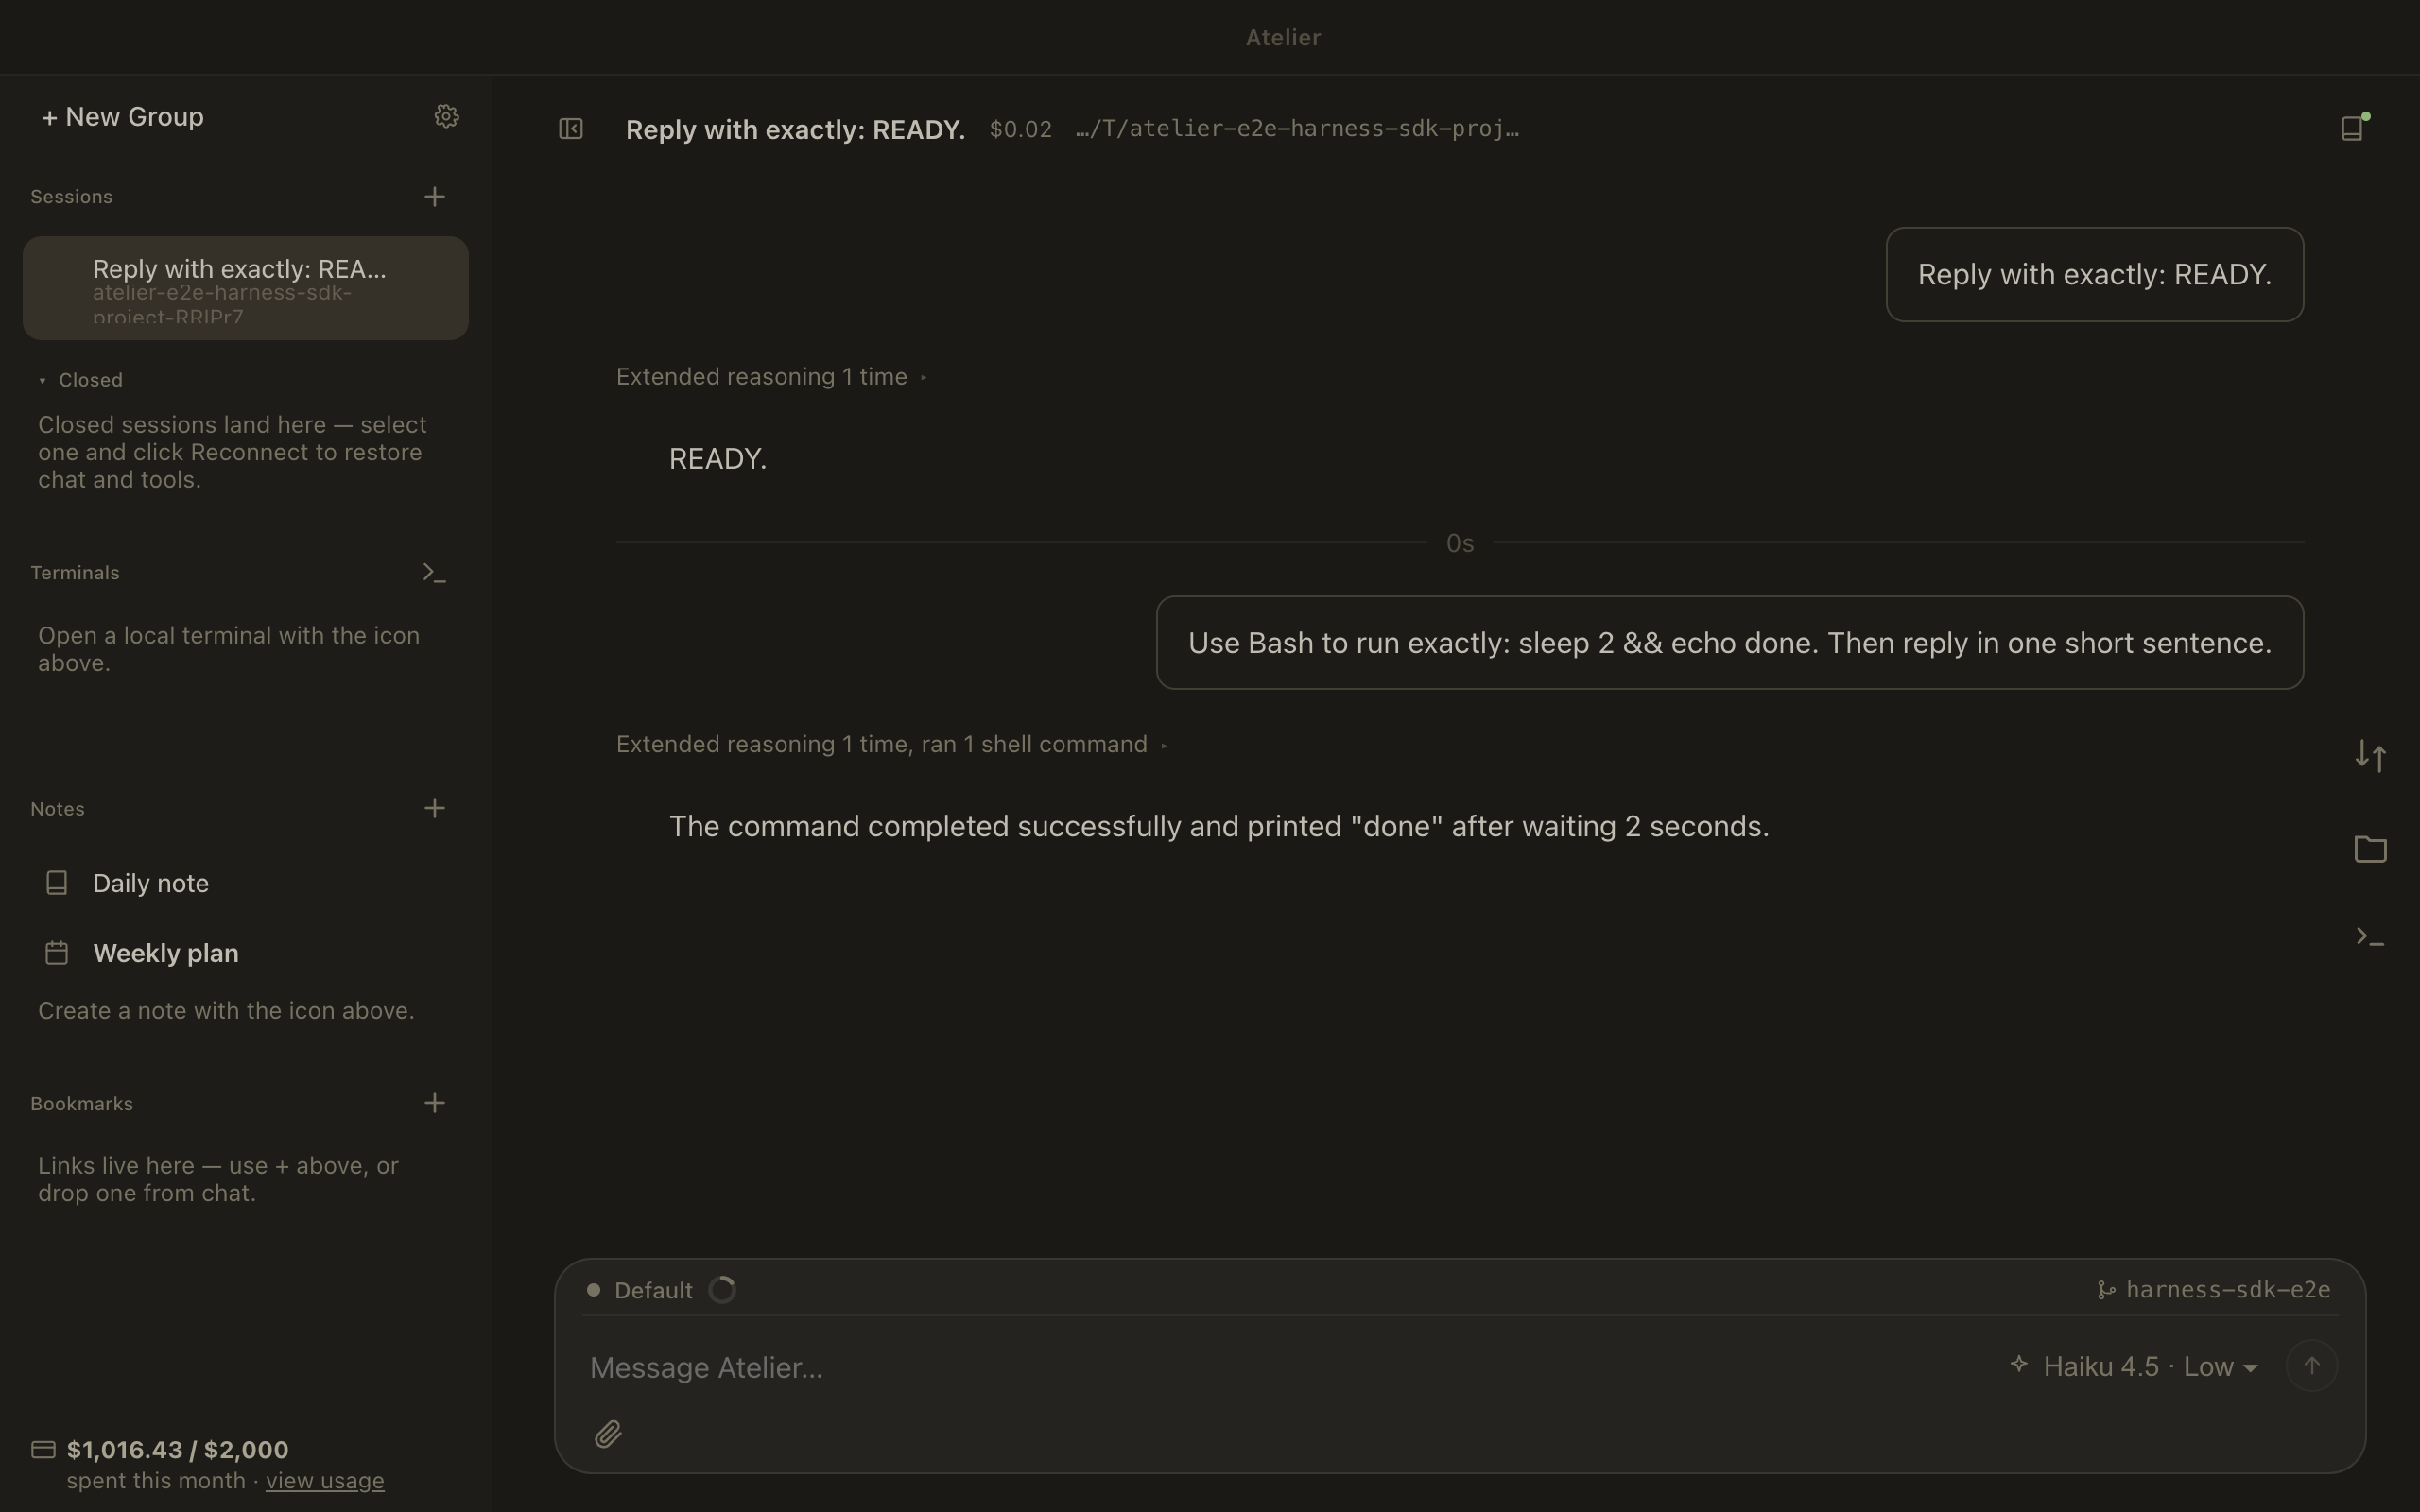 Atelier
+ New Group
Sessions
Reply with exactly: REA...
atelier-e2e-harness-sdk-
project-RRIPr7
Closed
Closed sessions land here — select
one and click Reconnect to restore
chat and tools.
Terminals
Open a local terminal with the icon
above.
Notes
Daily note
Weekly plan
Create a note with the icon above.
Bookmarks
Links live here — use + above, or
drop one from chat.
$1,016.43 / $2,000
spent this month · view usage
Reply with exactly: READY. $0.02 …/T/atelier-e2e-harness-sdk-proj…
Reply with exactly: READY.
Extended reasoning 1 time
READY.
0s
Use Bash to run exactly: sleep 2 && echo done. Then reply in one short sentence.
Extended reasoning 1 time, ran 1 shell command
The command completed successfully and printed "done" after waiting 2 seconds.
Default harness-sdk-e2e
Message Atelier... Haiku 4.5 · Low